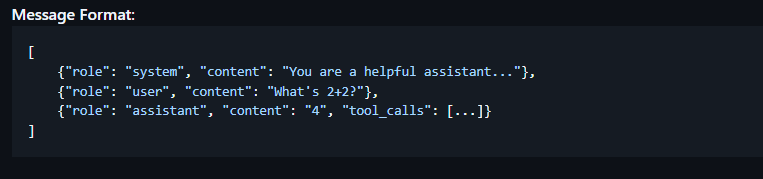 Message Format:
[
    {"role": "system", "content": "You are a helpful assistant..."},
    {"role": "user", "content": "What's 2+2?"},
    {"role": "assistant", "content": "4", "tool_calls": [...]}
]